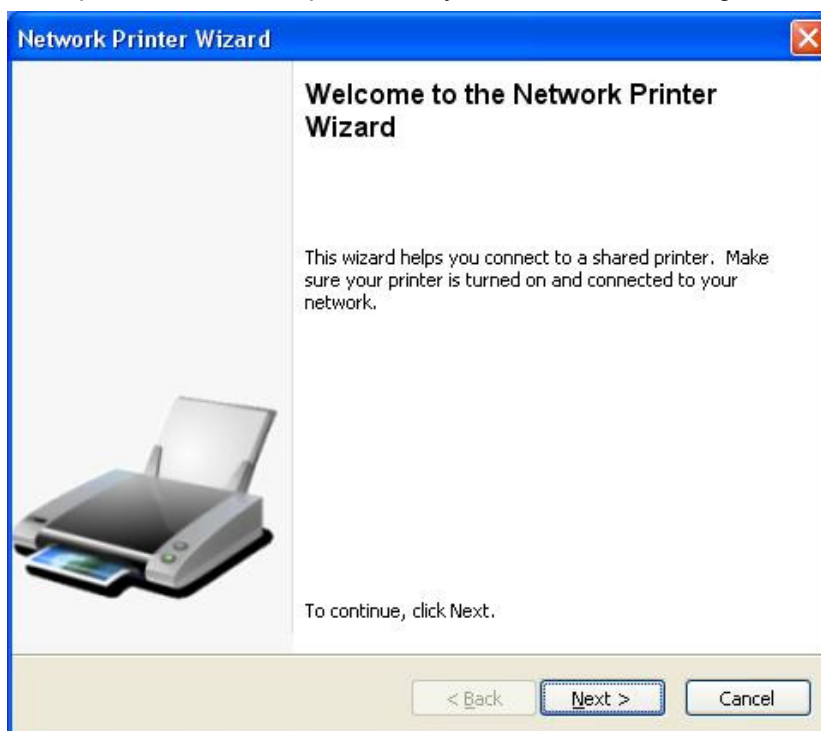 Network Printer Wizard
Welcome to the Network Printer
Wizard
This wizard helps you connect to a shared printer. Make
sure your printer is turned on and connected to your
network.
To continue, click Next.
< Back Next > Cancel